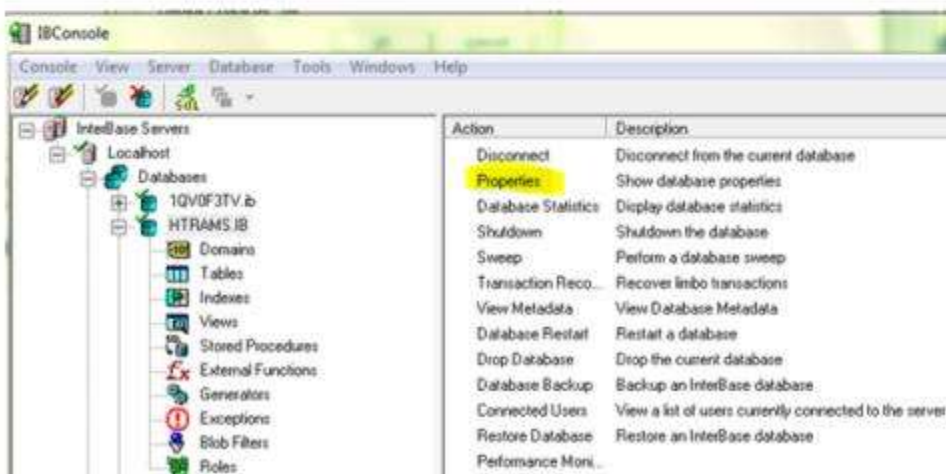 IBConsole
Console View Server Database Tools Windows Help
InterBase Servers
Localhost
Databases
1QV0F3TV.ib
HTRAMS.IB
Domains
Tables
Indexes
Views
Stored Procedures
External Functions
Generators
Exceptions
Blob Filters
Roles
Action Description
Disconnect Disconnect from the current database
Properties Show database properties
Database Statistics Display database statistics
Shutdown Shutdown the database
Sweep Perform a database sweep
Transaction Reco... Recover limbo transactions
View Metadata View Database Metadata
Database Restart Restart a database
Drop Database Drop the current database
Database Backup Backup an InterBase database
Connected Users View a list of users currently connected to the server
Restore Database Restore an InterBase database
Performance Moni...